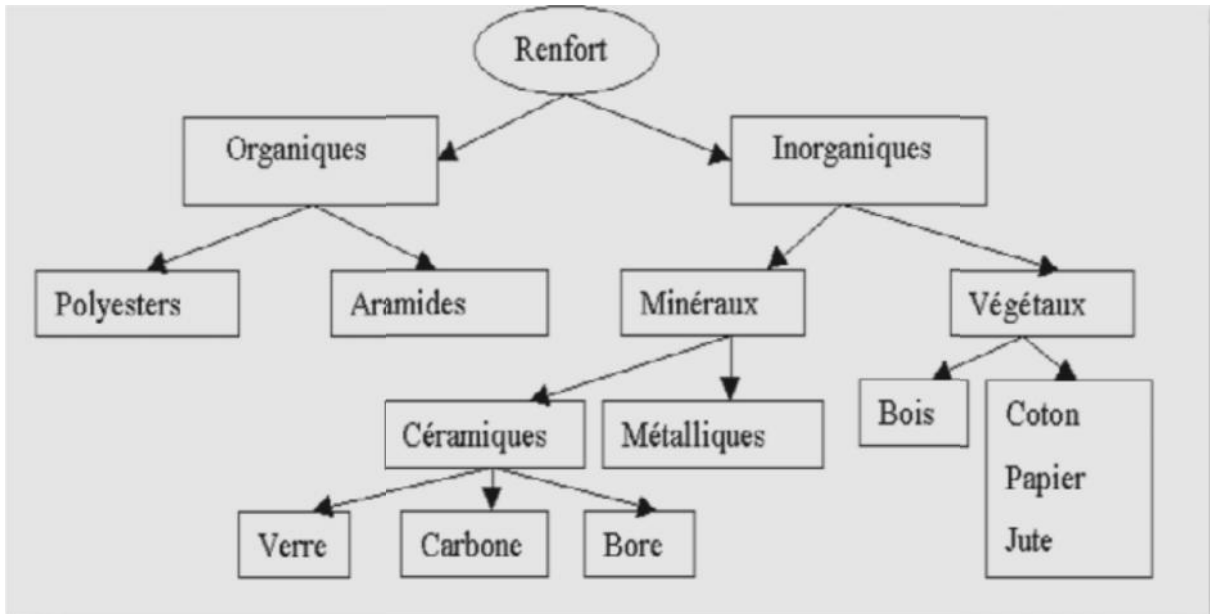 Renfort
Organiques
Inorganiques
Polyesters
Aramides
Minéraux
Végétaux
Céramiques
Métalliques
Bois
Coton
Papier
Jute
Verre
Carbone
Bore